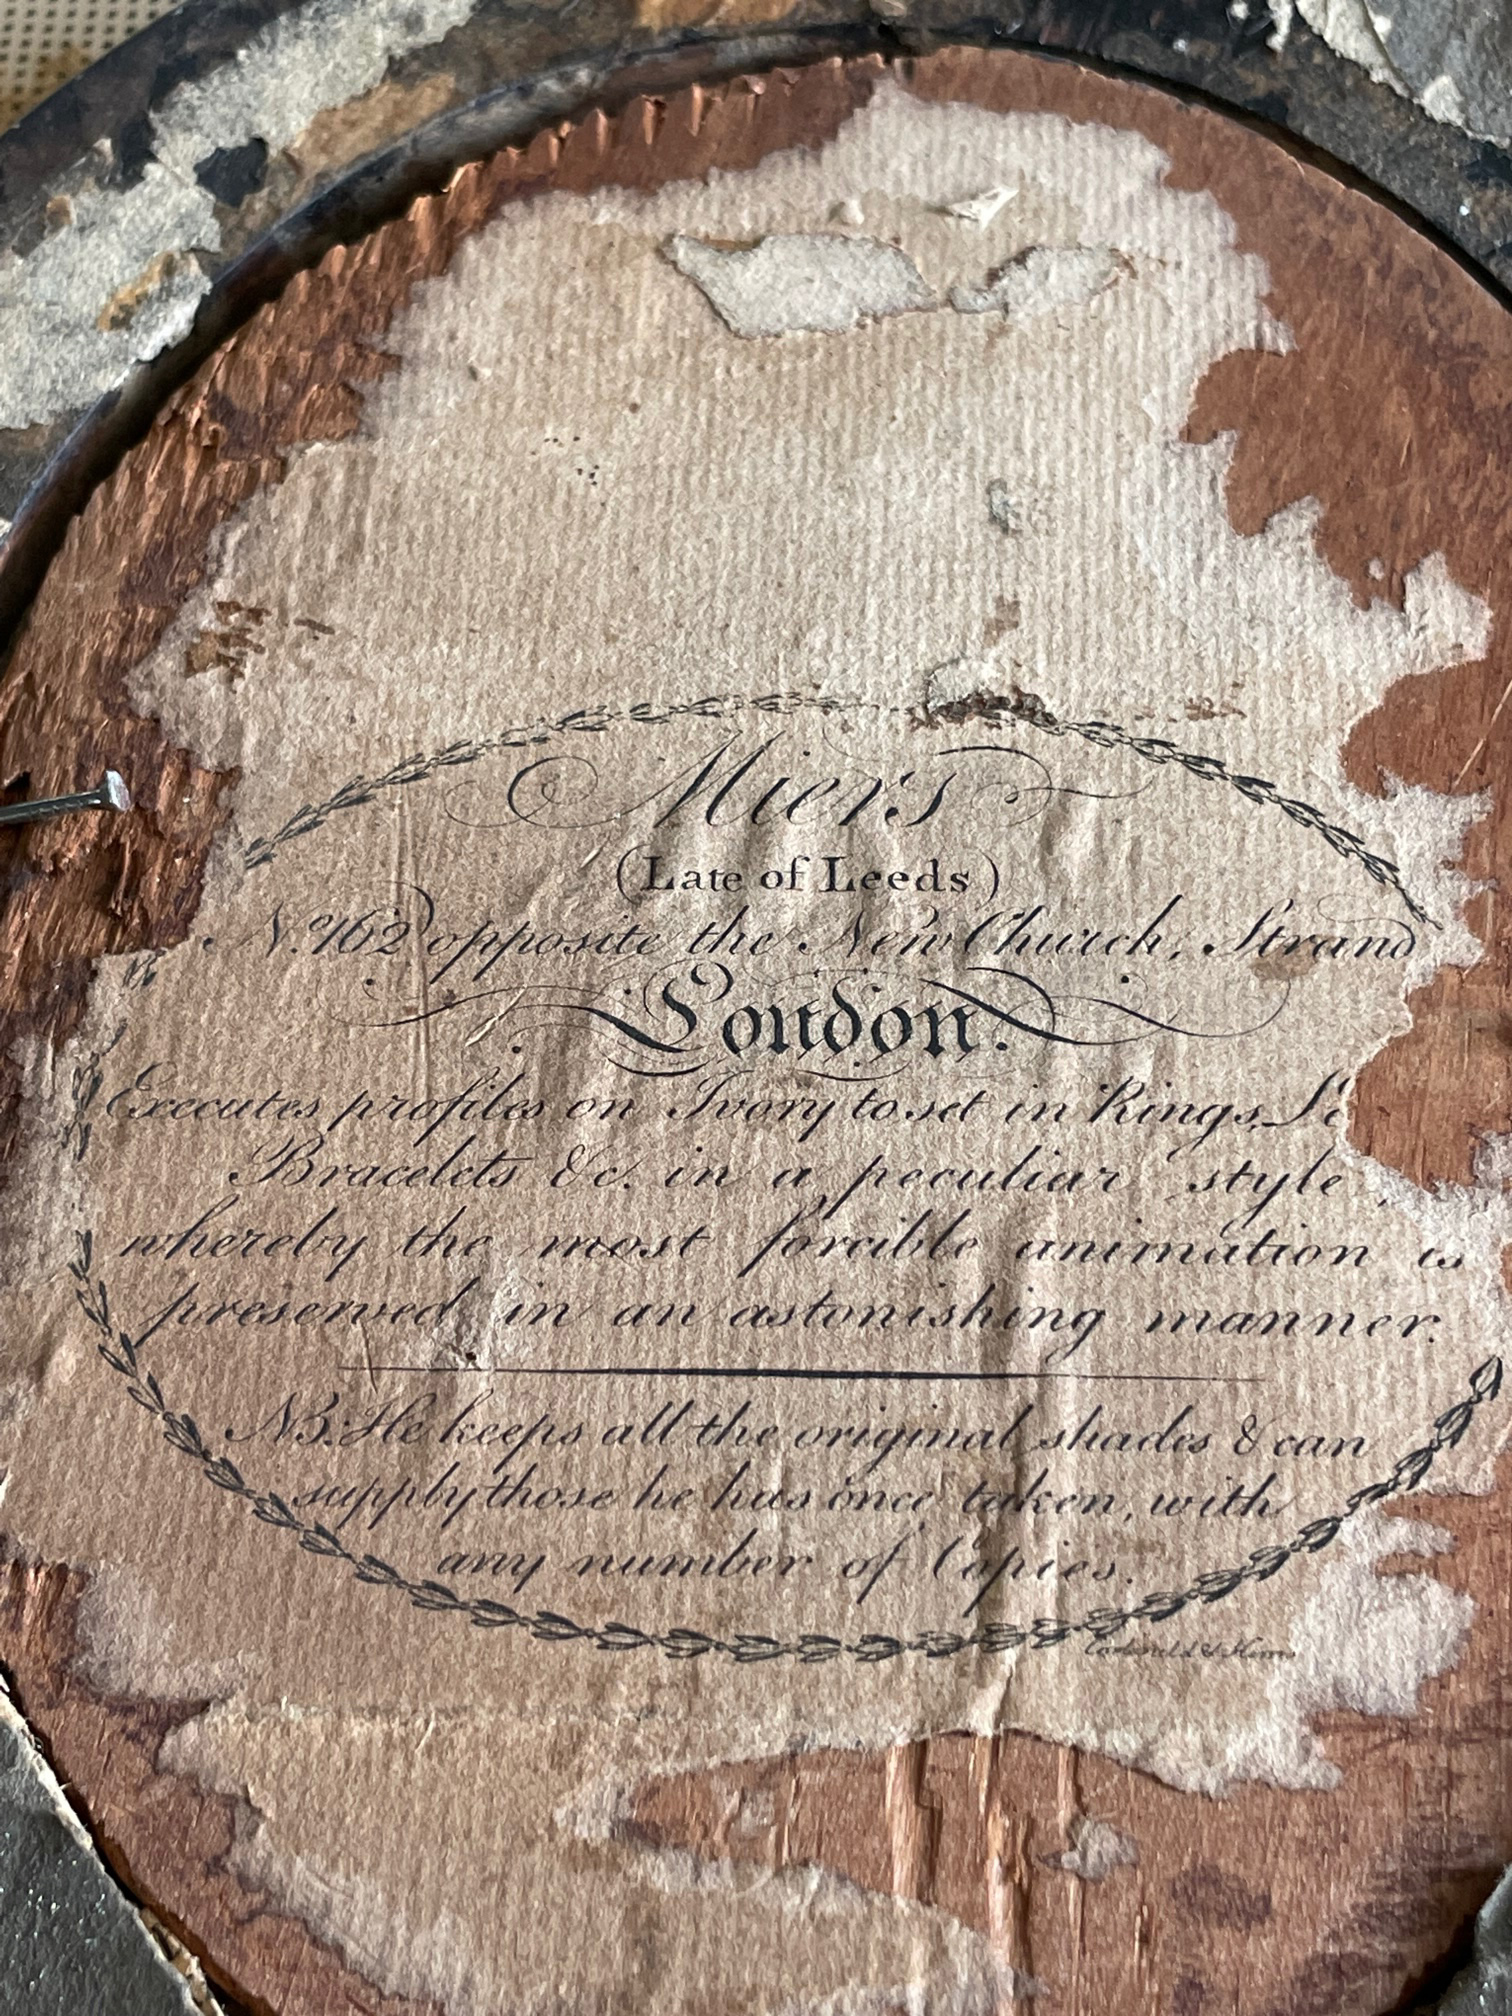 Miers
(Late of Leeds)
N.º 162 opposite the New Church, Strand
London.
Executes profiles on Ivory to set in Rings,
Bracelets &c. in a peculiar style,
whereby the most forcible animation is
preserved in an astonishing manner.
NB: He keeps all the original shades & can
supply those he has once taken, with
any number of Copies.